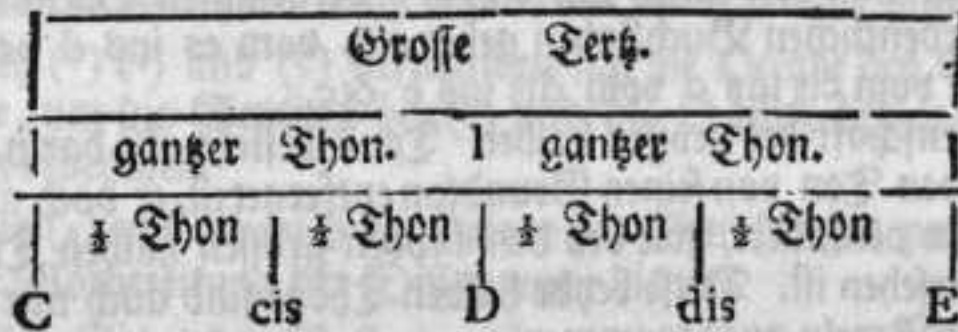 Grosse Tertz.
gantzer Thon. | gantzer Thon.
½ Thon | ½ Thon | ½ Thon | ½ Thon
C cis D dis E